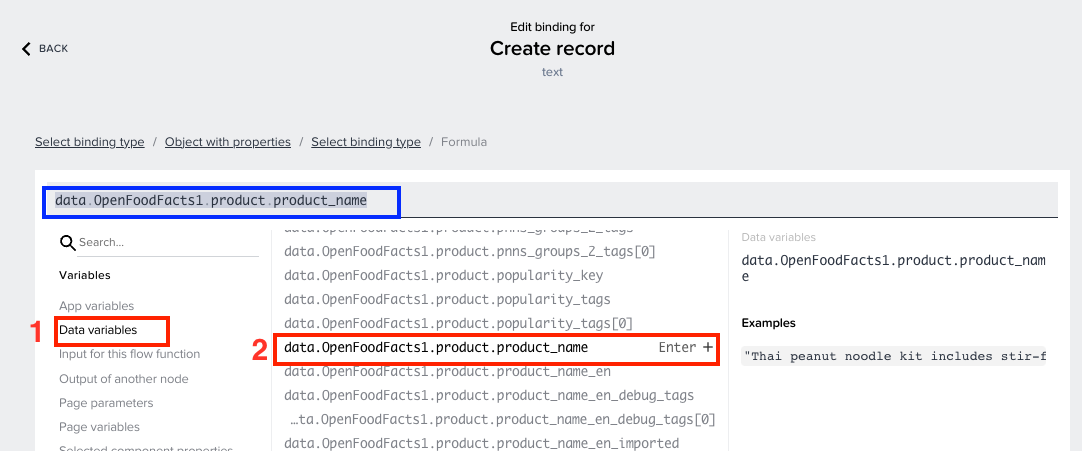 Edit binding for
BACK
Create record
text
Select binding type / Object with properties / Select binding type / Formula
data.OpenFoodFacts1.product.product_name
Search...
Variables
App variables
1
Data variables
Input for this flow function
Output of another node
Page parameters
Page variables
Selected component properties
data.OpenFoodFacts1.product.pnns_groups_2_tags
data.OpenFoodFacts1.product.pnns_groups_2_tags[0]
data.OpenFoodFacts1.product.popularity_key
data.OpenFoodFacts1.product.popularity_tags
data.OpenFoodFacts1.product.popularity_tags[0]
2
data.OpenFoodFacts1.product.product_name Enter +
data.OpenFoodFacts1.product.product_name_en
data.OpenFoodFacts1.product.product_name_en_debug_tags
…ta.OpenFoodFacts1.product.product_name_en_debug_tags[0]
data.OpenFoodFacts1.product.product_name_en_imported
Data variables
data.OpenFoodFacts1.product.product_nam
e
Examples
"Thai peanut noodle kit includes stir-f